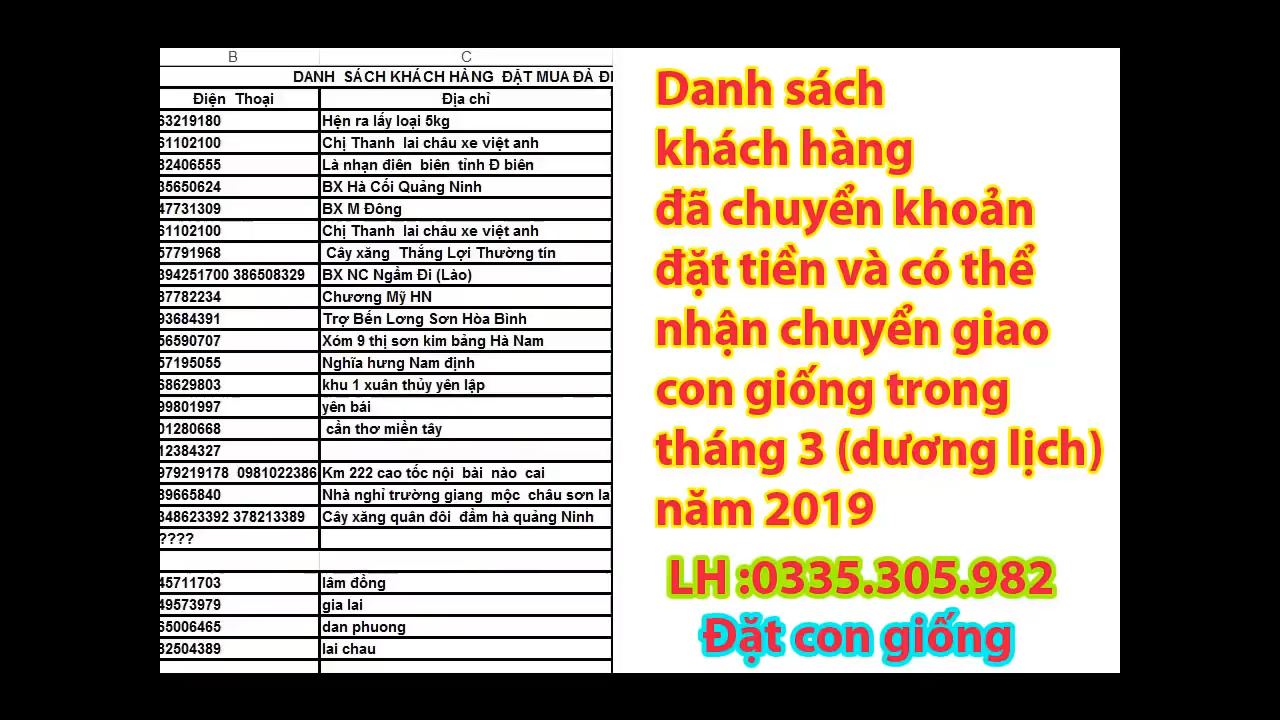 B C
DANH SÁCH KHÁCH HÀNG ĐẶT MUA ĐÀ ĐI
Điện Thoại Địa chỉ
63219180 Hện ra lấy loại 5kg
61102100 Chị Thanh lai châu xe việt anh
32406555 Là nhạn điên biên tỉnh Đ biên
35650624 BX Hà Cối Quảng Ninh
47731309 BX M Đông
61102100 Chị Thanh lai châu xe việt anh
57791968 Cây xăng Thắng Lợi Thường tín
394251700 386508329 BX NC Ngầm Đi (Lào)
37782234 Chương Mỹ HN
93684391 Trợ Bến Lơng Sơn Hòa Bình
56590707 Xóm 9 thị sơn kim bảng Hà Nam
57195055 Nghĩa hưng Nam định
68629803 khu 1 xuân thủy yên lập
99801997 yên bái
01280668 cần thơ miền tây
12384327
979219178 0981022386 Km 222 cao tốc nội bài nào cai
39665840 Nhà nghỉ trường giang mộc châu sơn la
348623392 378213389 Cây xăng quân đôi đầm hà quảng Ninh
????
45711703 lâm đồng
49573979 gia lai
65006465 dan phuong
32504389 lai chau
Danh sách
khách hàng
đã chuyển khoản
đặt tiền và có thể
nhận chuyển giao
con giống trong
tháng 3 (dương lịch)
năm 2019
LH :0335.305.982
Đặt con giống